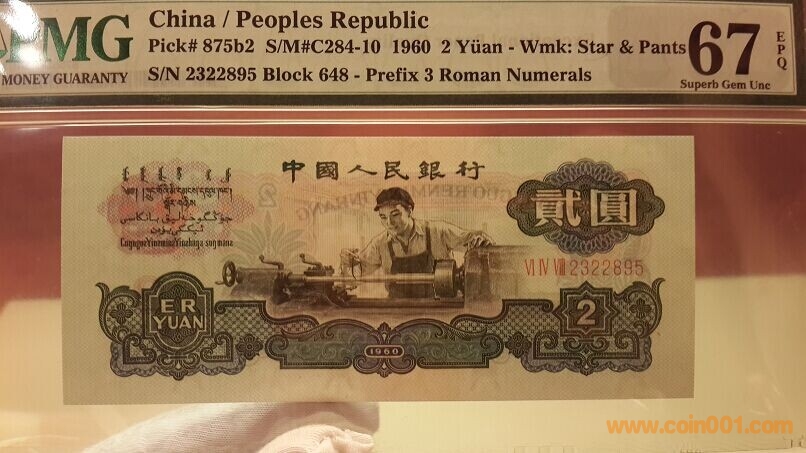 PMG
MONEY GUARANTY
China / Peoples Republic
Pick# 875b2 S/M#C284-10 1960 2 Yüan - Wmk: Star & Pants
S/N 2322895 Block 648 - Prefix 3 Roman Numerals
67
EPQ
Superb Gem Unc
中國人民銀行
貳圓
VI IV VIII 2322895
ER
YUAN
1960
2
www.coin001.com